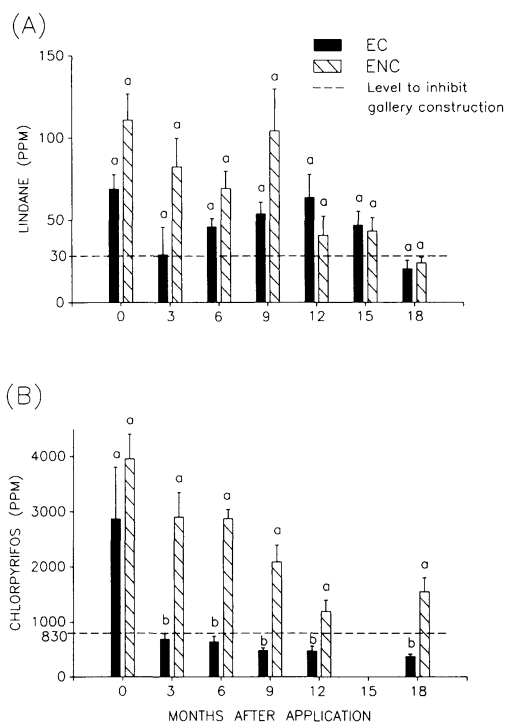 (A)
EC
ENC
Level to inhibit
gallery construction
LINDANE (PPM)
150
100
50
30
0
a a a a a a a a a a a a a a
0 3 6 9 12 15 18
(B)
CHLORPYRIFOS (PPM)
4000
3000
2000
1000
830
0
a a b a b a b a b a b a
0 3 6 9 12 15 18
MONTHS AFTER APPLICATION